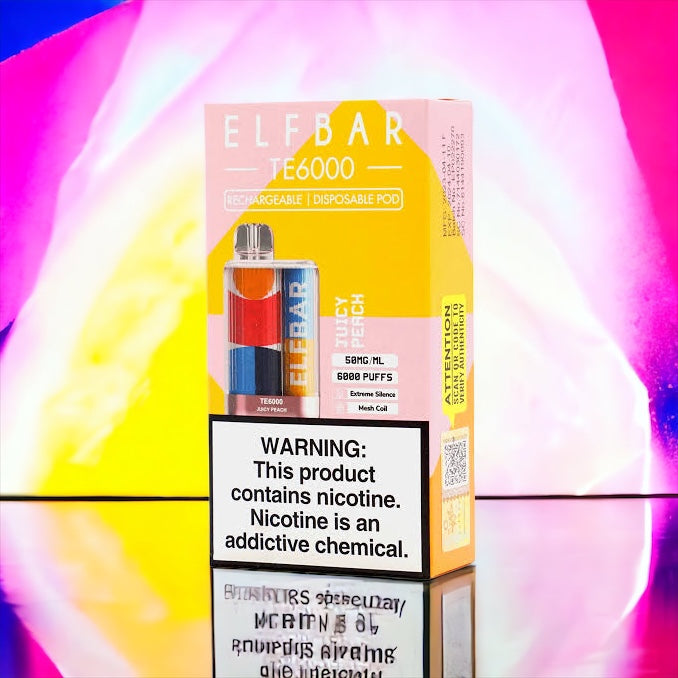 ELFBAR
TE6000
RECHARGEABLE | DISPOSABLE POD
ELFBAR
TE6000
JUICY PEACH
JUICY
PEACH
50MG/ML
6000 PUFFS
Extreme Silence
Mesh Coil
WARNING:
This product
contains nicotine.
Nicotine is an
addictive chemical.
ATTENTION
SCAN QR CODE TO
VERIFY AUTHENTICITY